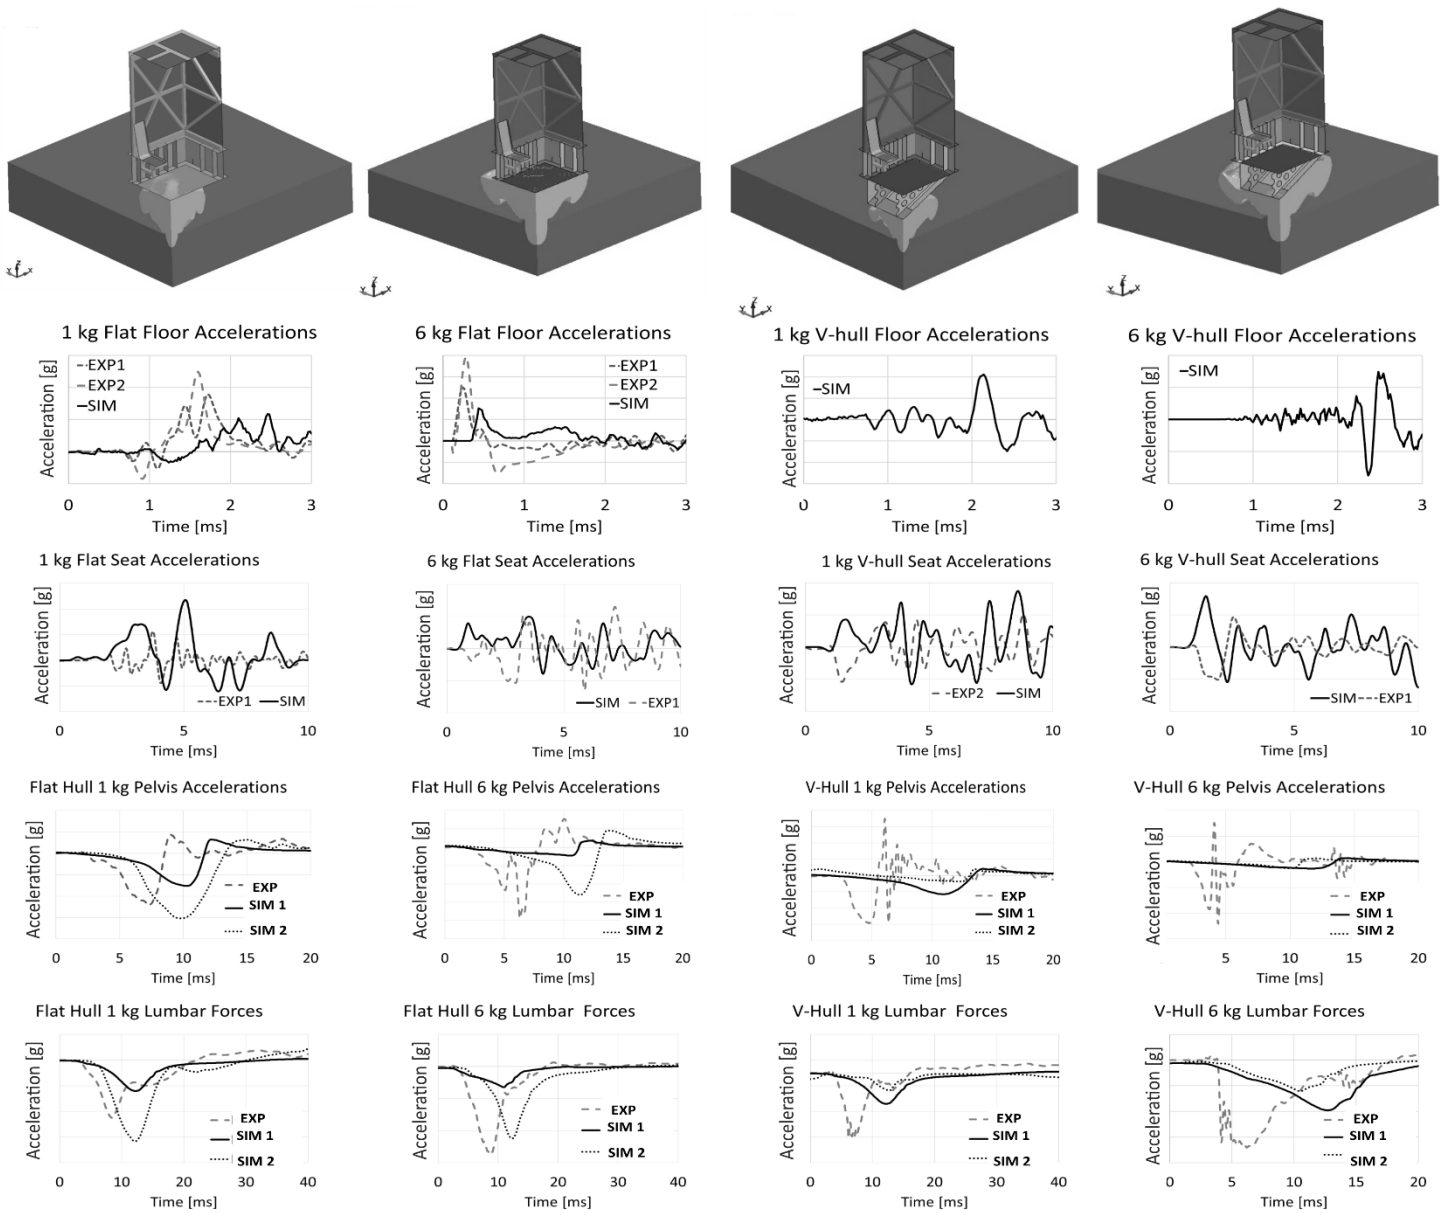 Z
X
Y
Z
X
Y
Z
X
Y
Z
X
Y
1 kg Flat Floor Accelerations
Acceleration [g]
EXP1
EXP2
SIM
0 1 2 3
Time [ms]
6 kg Flat Floor Accelerations
Acceleration [g]
EXP1
EXP2
SIM
0 1 2 3
Time [ms]
1 kg V-hull Floor Accelerations
Acceleration [g]
SIM
0 1 2 3
Time [ms]
6 kg V-hull Floor Accelerations
Acceleration [g]
SIM
0 1 2 3
Time [ms]
1 kg Flat Seat Accelerations
Acceleration [g]
EXP1 SIM
0 5 10
Time [ms]
6 kg Flat Seat Accelerations
Acceleration [g]
SIM EXP1
0 5 10
Time [ms]
1 kg V-hull Seat Accelerations
Acceleration [g]
EXP2 SIM
0 5 10
Time [ms]
6 kg V-hull Seat Accelerations
Acceleration [g]
SIM EXP1
0 5 10
Time [ms]
Flat Hull 1 kg Pelvis Accelerations
Acceleration [g]
EXP
SIM 1
SIM 2
0 5 10 15 20
Time [ms]
Flat Hull 6 kg Pelvis Accelerations
Acceleration [g]
EXP
SIM 1
SIM 2
0 5 10 15 20
Time [ms]
V-Hull 1 kg Pelvis Accelerations
Acceleration [g]
EXP
SIM 1
SIM 2
0 5 10 15 20
Time [ms]
V-Hull 6 kg Pelvis Accelerations
Acceleration [g]
EXP
SIM 1
SIM 2
0 5 10 15 20
Time [ms]
Flat Hull 1 kg Lumbar Forces
Acceleration [g]
EXP
SIM 1
SIM 2
0 10 20 30 40
Time [ms]
Flat Hull 6 kg Lumbar Forces
Acceleration [g]
EXP
SIM 1
SIM 2
0 10 20 30 40
Time [ms]
V-Hull 1 kg Lumbar Forces
Acceleration [g]
EXP
SIM 1
SIM 2
0 10 20 30 40
Time [ms]
V-Hull 6 kg Lumbar Forces
Acceleration [g]
EXP
SIM 1
SIM 2
0 5 10 15 20
Time [ms]